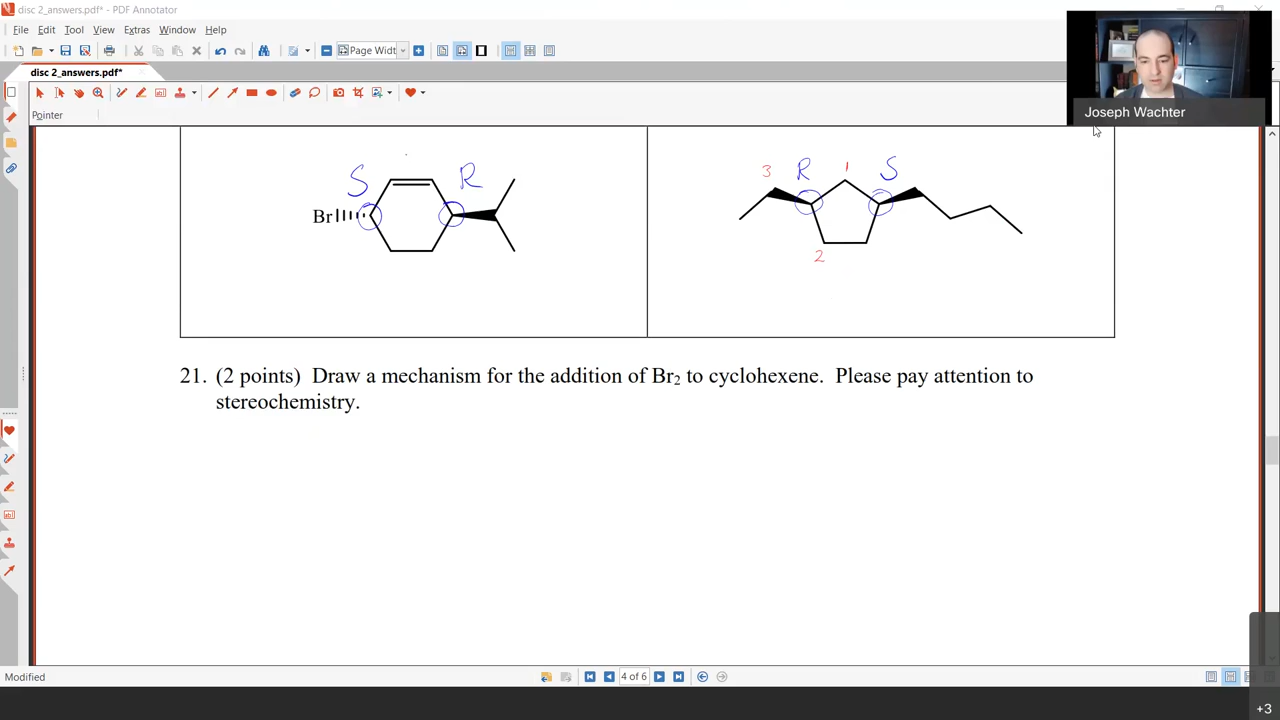 disc 2_answers.pdf* - PDF Annotator
File Edit Tool View Extras Window Help
Page Widt
disc 2_answers.pdf*
Pointer
Joseph Wachter
S R
Br
3 R 1 S
2
21. (2 points) Draw a mechanism for the addition of Br₂ to cyclohexene. Please pay attention to
stereochemistry.
Modified
4 of 6
+3